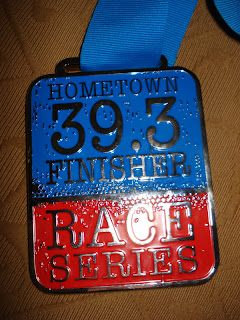 HOMETOWN
39.3
FINISHER
RACE
SERIES